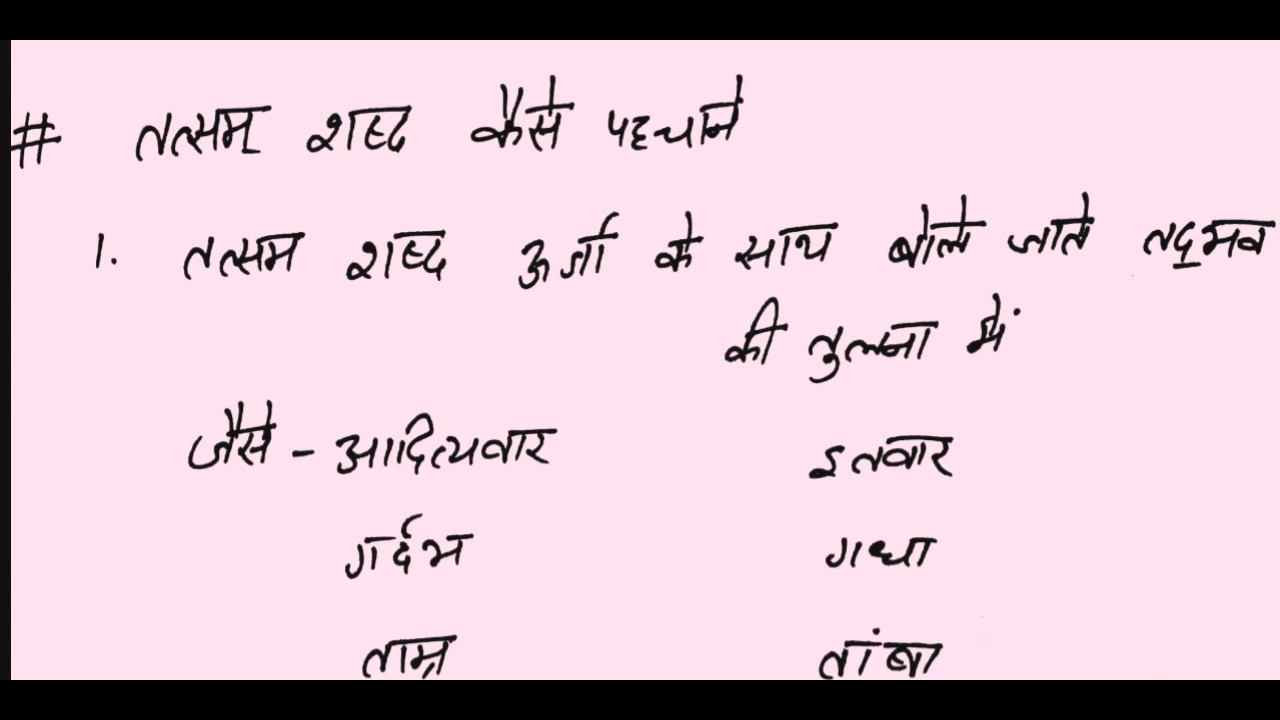 # तत्सम् शब्द कैसे पहचाने
1. तत्सम शब्द ऊर्जा के साथ बोले जाते तद्भव
की तुलना में
जैसे - आदित्यवार इतवार
गर्दभ गधा
ताम्र तांबा